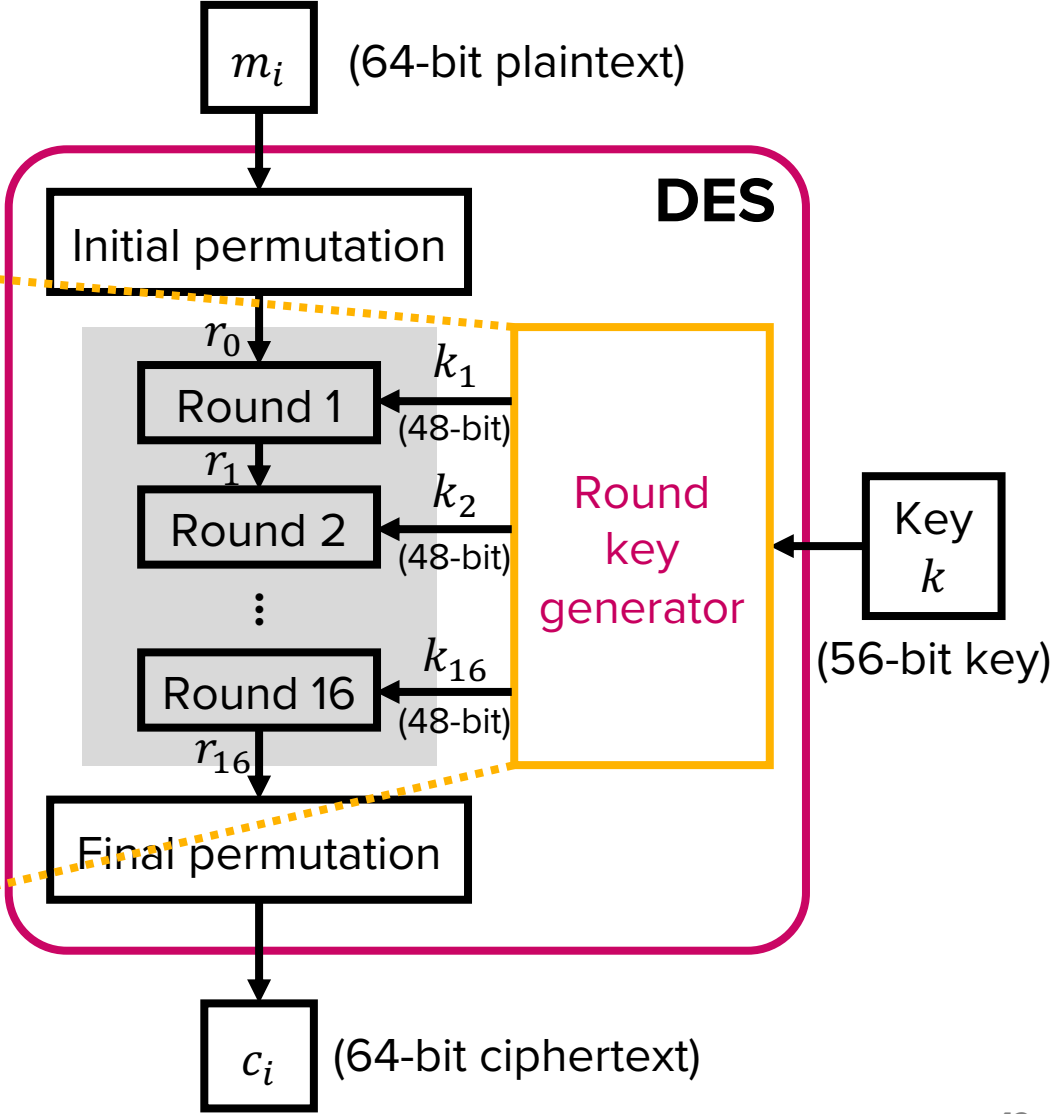 m_i (64-bit plaintext)
DES
Initial permutation
r_0
k_1
Round 1
(48-bit)
r_1
k_2
Round 2
(48-bit)
⋮
k_16
Round 16
(48-bit)
r_16
Round
key
generator
Key
k
(56-bit key)
Final permutation
c_i (64-bit ciphertext)